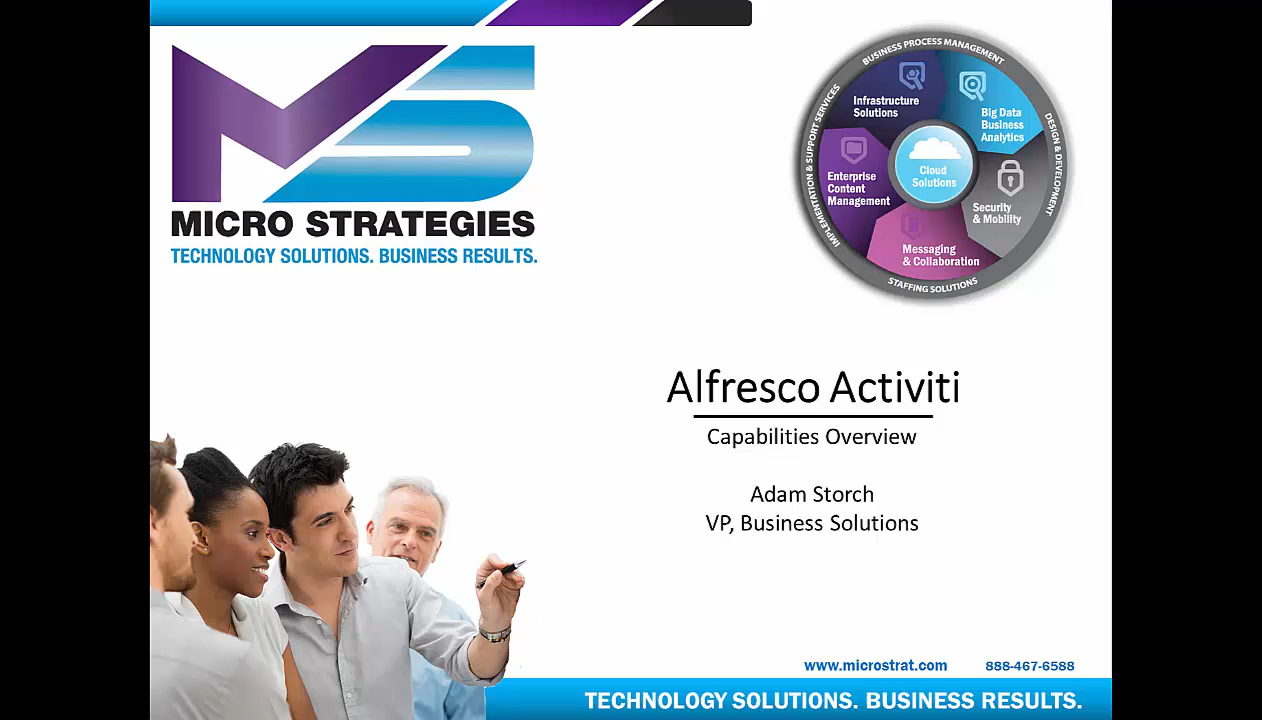 MICRO STRATEGIES
TECHNOLOGY SOLUTIONS. BUSINESS RESULTS.
BUSINESS PROCESS MANAGEMENT
DESIGN & DEVELOPMENT
STAFFING SOLUTIONS
IMPLEMENTATION & SUPPORT SERVICES
Infrastructure
Solutions
Big Data
Business
Analytics
Security
& Mobility
Messaging
& Collaboration
Enterprise
Content
Management
Cloud
Solutions
Alfresco Activiti
Capabilities Overview
Adam Storch
VP, Business Solutions
www.microstrat.com 888-467-6588
TECHNOLOGY SOLUTIONS. BUSINESS RESULTS.